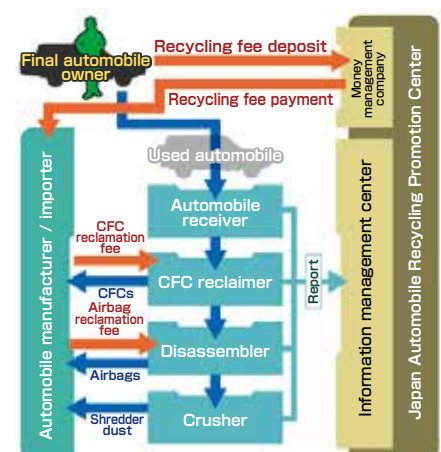 Final automobile
owner
Recycling fee deposit
Recycling fee payment
Money
management
company
Japan Automobile Recycling Promotion Center
Used automobile
Automobile manufacturer / importer
Automobile
receiver
CFC
reclamation
fee
CFC reclaimer
CFCs
Airbag
reclamation
fee
Disassembler
Airbags
Shredder
dust
Crusher
Report
Information management center